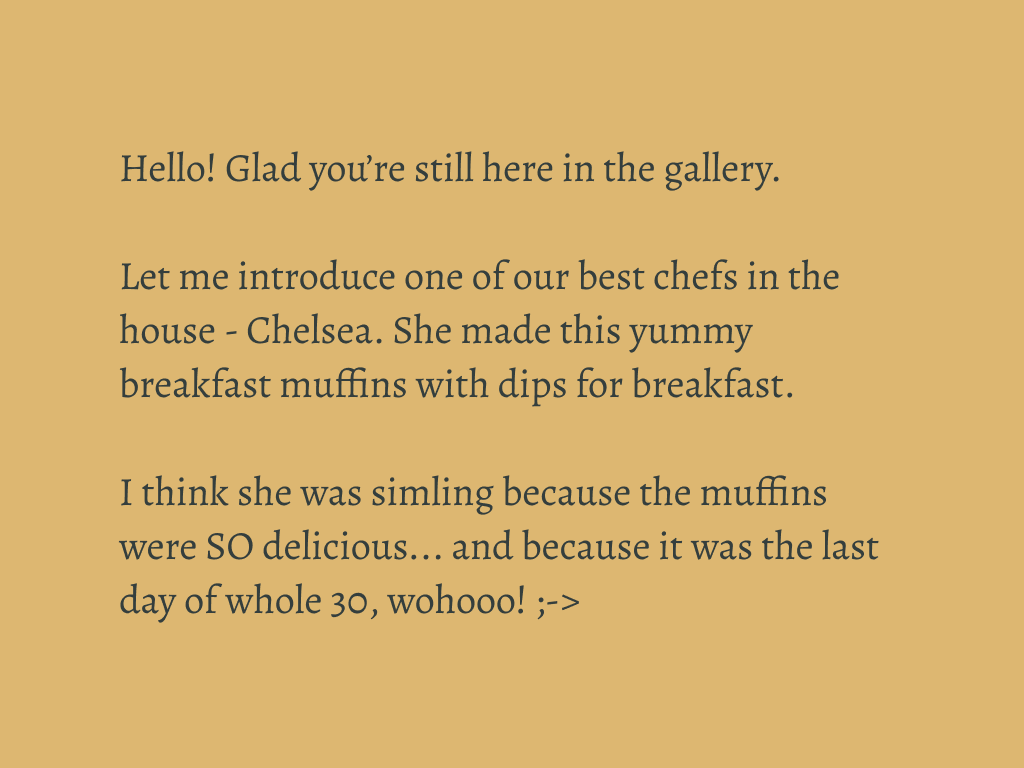 Hello! Glad you’re still here in the gallery.
Let me introduce one of our best chefs in the
house - Chelsea. She made this yummy
breakfast muffins with dips for breakfast.
I think she was simling because the muffins
were SO delicious... and because it was the last
day of whole 30, wohooo! ;->